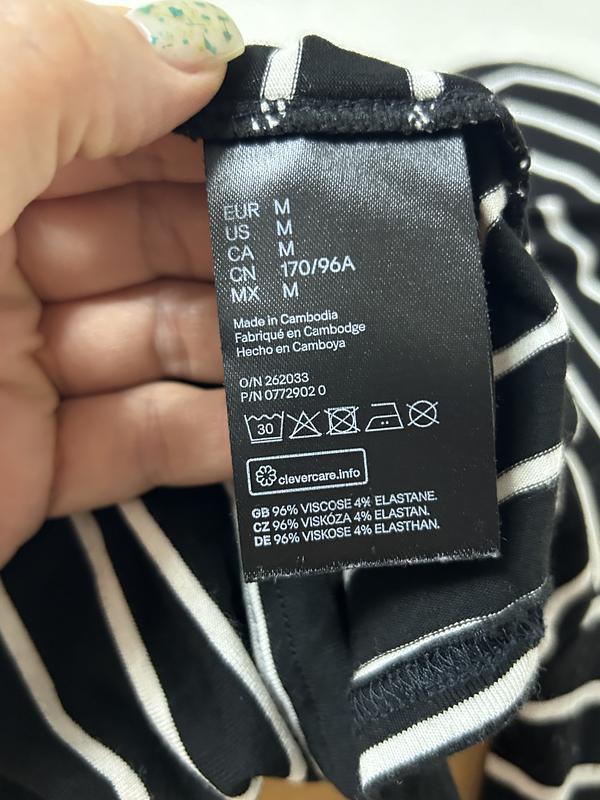 EUR M
US M
CA M
CN 170/96A
MX M
Made in Cambodia
Fabriqué en Cambodge
Hecho en Camboya
O/N 262033
P/N 0772902 0
30
clevercare.info
GB 96% VISCOSE 4% ELASTANE.
CZ 96% VISKÓZA 4% ELASTAN.
DE 96% VISKOSE 4% ELASTHAN.